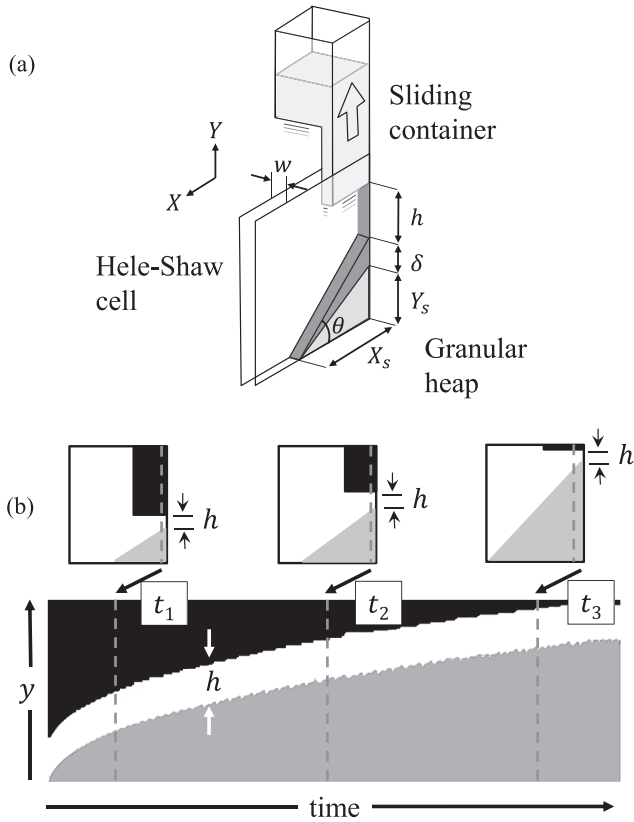 (a)
Sliding
container
Y
w
X
h
δ
Hele-Shaw
cell
Y_s
θ
X_s
Granular
heap
(b)
h
h
h
t_1
t_2
t_3
y
h
time